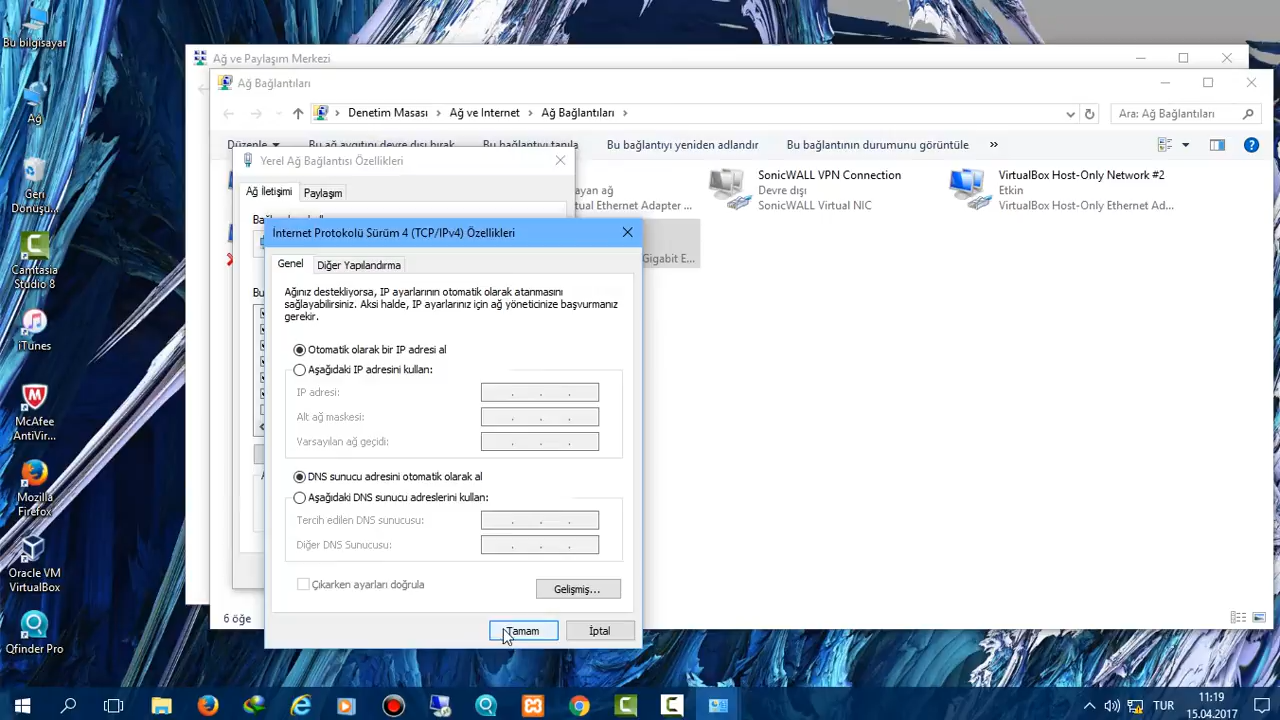 Bu bilgisayar
Ağ
Geri
Dönüşü...
Camtasia
Studio 8
iTunes
McAfee
AntiVir...
Mozilla
Firefox
Oracle VM
VirtualBox
Qfinder Pro
Ağ ve Paylaşım Merkezi
Ağ Bağlantıları
Denetim Masası > Ağ ve Internet > Ağ Bağlantıları >
Ara: Ağ Bağlantıları
Düzenle
Bu ağ aygıtını devre dışı bırak
Bu bağlantıyı tanıla
Bu bağlantıyı yeniden adlandır
Bu bağlantının durumunu görüntüle
»
SonicWALL VPN Connection
Devre dışı
SonicWALL Virtual NIC
VirtualBox Host-Only Network #2
Etkin
VirtualBox Host-Only Ethernet Ad...
ayan ağ
tual Ethernet Adapter ...
Gigabit E...
6 öğe
Yerel Ağ Bağlantısı Özellikleri
Ağ İletişimi
Paylaşım
İnternet Protokolü Sürüm 4 (TCP/IPv4) Özellikleri
Genel
Diğer Yapılandırma
Ağınız destekliyorsa, IP ayarlarının otomatik olarak atanmasını
sağlayabilirsiniz. Aksi halde, IP ayarlarınız için ağ yöneticinize başvurmanız
gerekir.
Otomatik olarak bir IP adresi al
Aşağıdaki IP adresini kullan:
IP adresi:
Alt ağ maskesi:
Varsayılan ağ geçidi:
DNS sunucu adresini otomatik olarak al
Aşağıdaki DNS sunucu adreslerini kullan:
Tercih edilen DNS sunucusu:
Diğer DNS Sunucusu:
Çıkarken ayarları doğrula
Gelişmiş...
Tamam
İptal
TUR
11:19
15.04.2017